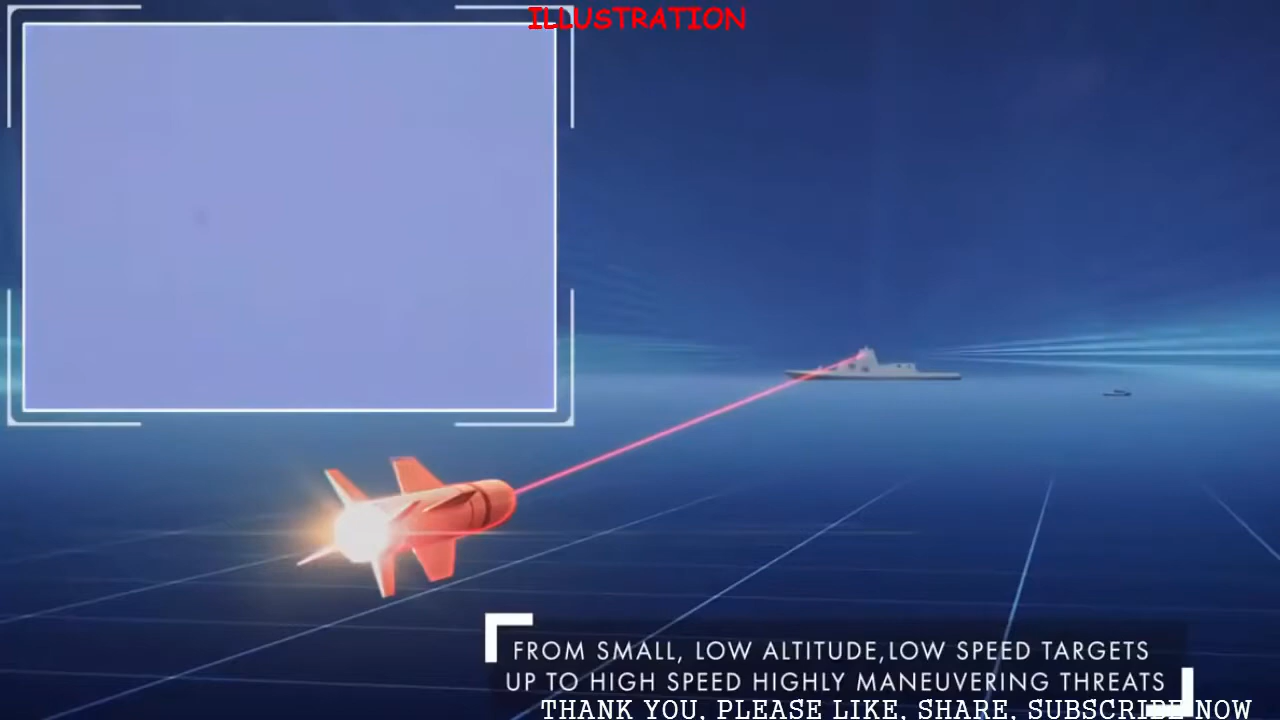 ILLUSTRATION
FROM SMALL, LOW ALTITUDE,LOW SPEED TARGETS
UP TO HIGH SPEED HIGHLY MANEUVERING THREATS
THANK YOU, PLEASE LIKE, SHARE, SUBSCRIBE NOW